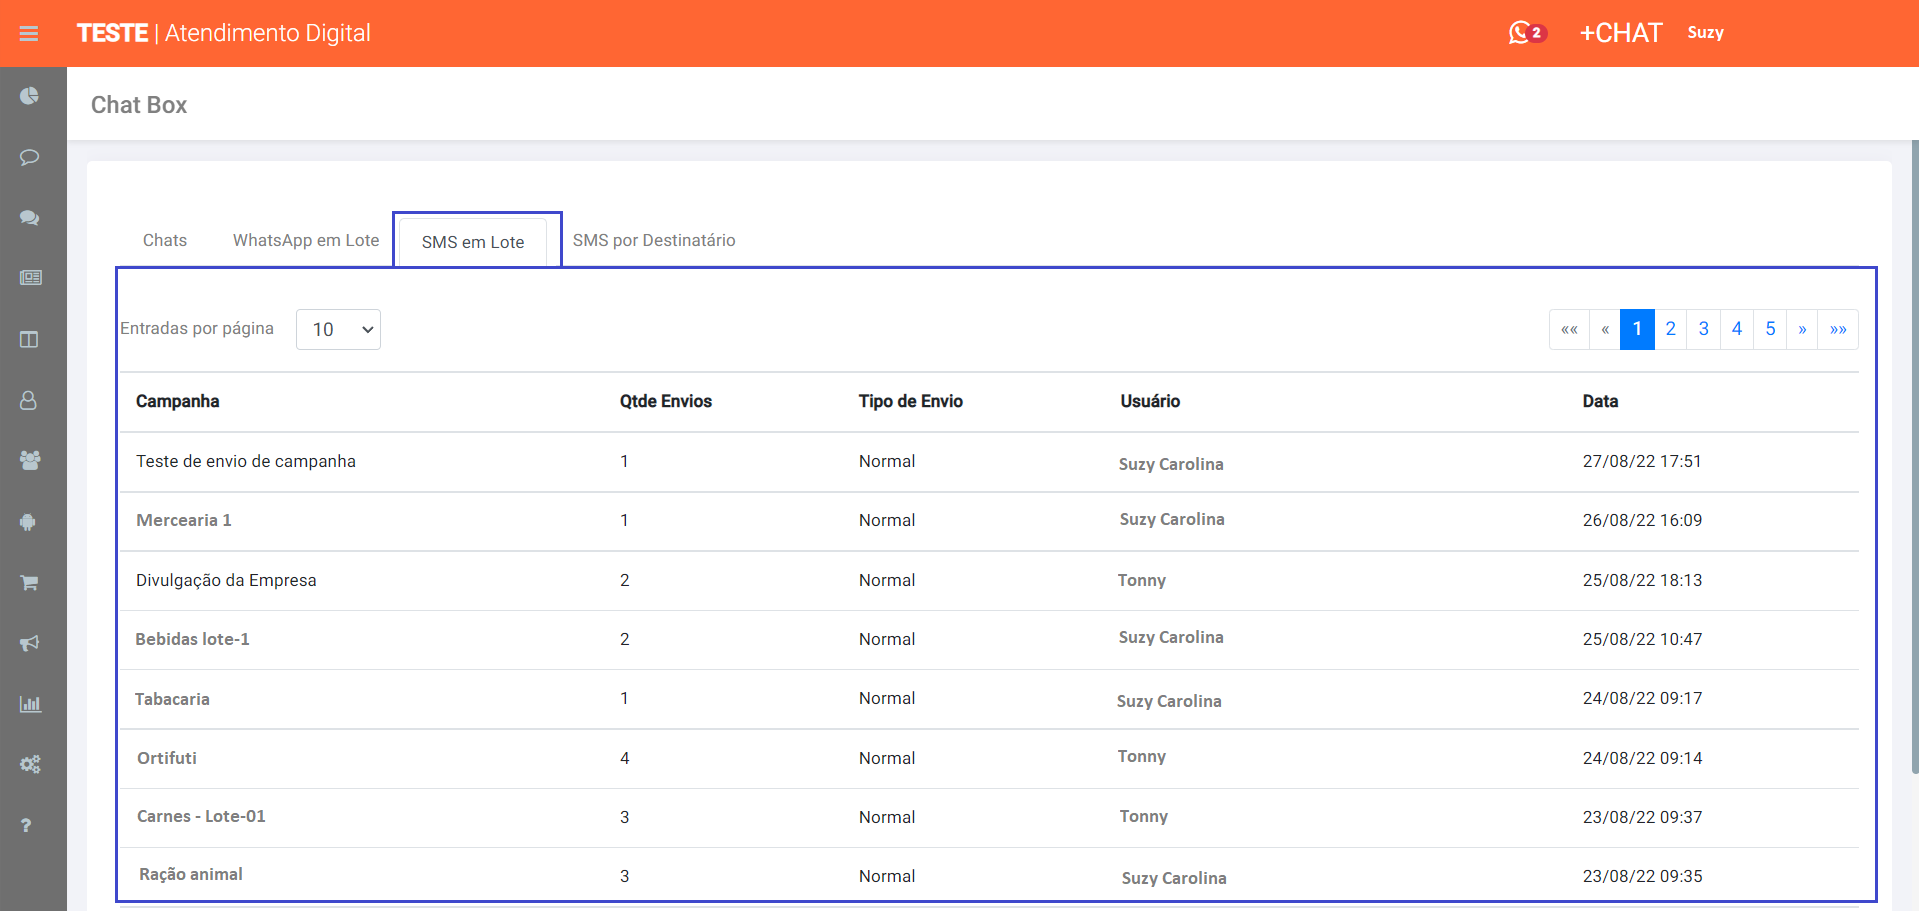 TESTE | Atendimento Digital
2
+CHAT
Suzy
Chat Box
Chats
WhatsApp em Lote
SMS em Lote
SMS por Destinatário
Entradas por página 10
«« « 1 2 3 4 5 » »»
Campanha Qtde Envios Tipo de Envio Usuário Data
Teste de envio de campanha 1 Normal Suzy Carolina 27/08/22 17:51
Mercearia 1 1 Normal Suzy Carolina 26/08/22 16:09
Divulgação da Empresa 2 Normal Tonny 25/08/22 18:13
Bebidas lote-1 2 Normal Suzy Carolina 25/08/22 10:47
Tabacaria 1 Normal Suzy Carolina 24/08/22 09:17
Ortifuti 4 Normal Tonny 24/08/22 09:14
Carnes - Lote-01 3 Normal Tonny 23/08/22 09:37
Ração animal 3 Normal Suzy Carolina 23/08/22 09:35
?